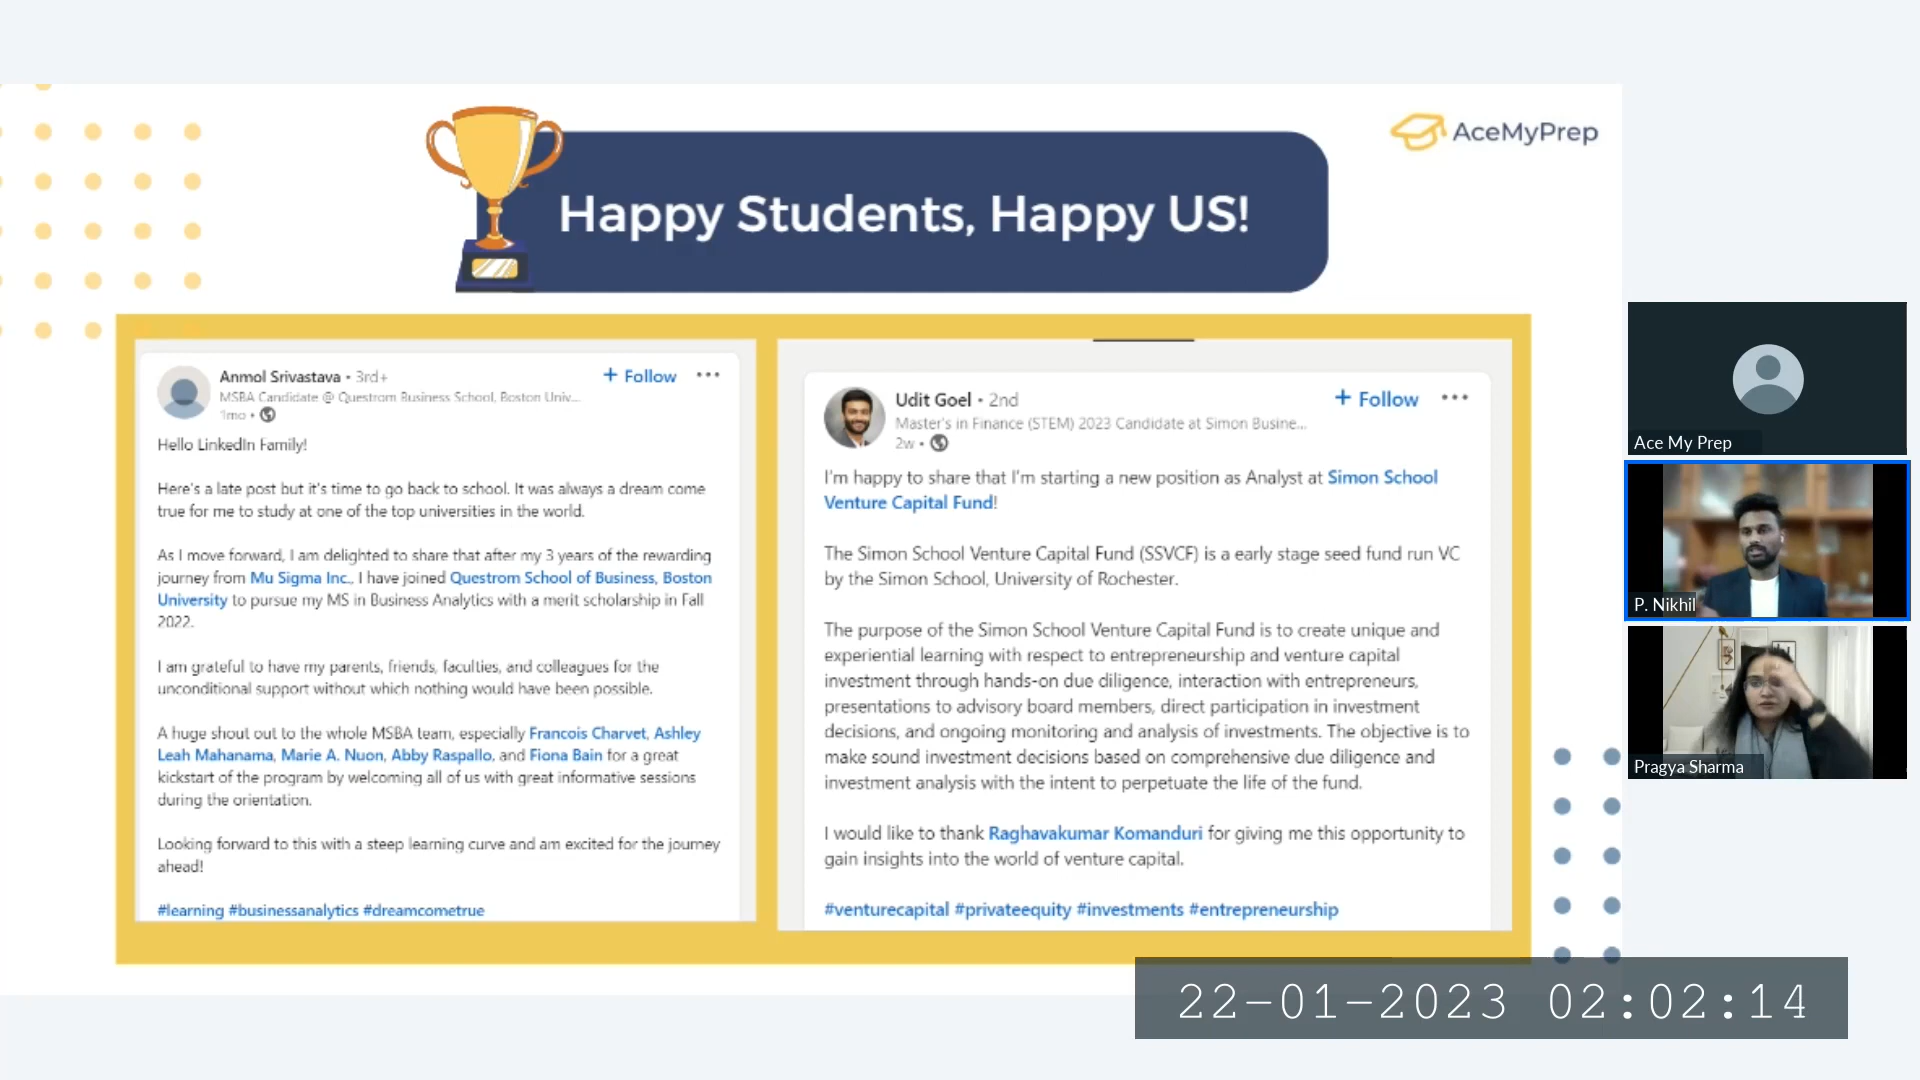 AceMyPrep
Happy Students, Happy US!
Anmol Srivastava • 3rd+
+ Follow •••
MSBA Candidate @ Questrom Business School, Boston Univ...
1mo •
Hello LinkedIn Family!
Here's a late post but it's time to go back to school. It was always a dream come
true for me to study at one of the top universities in the world.
As I move forward, I am delighted to share that after my 3 years of the rewarding
journey from Mu Sigma Inc., I have joined Questrom School of Business, Boston
University to pursue my MS in Business Analytics with a merit scholarship in Fall
2022.
I am grateful to have my parents, friends, faculties, and colleagues for the
unconditional support without which nothing would have been possible.
A huge shout out to the whole MSBA team, especially Francois Charvet, Ashley
Leah Mahanama, Marie A. Nuon, Abby Raspallo, and Fiona Bain for a great
kickstart of the program by welcoming all of us with great informative sessions
during the orientation.
Looking forward to this with a steep learning curve and am excited for the journey
ahead!
#learning #businessanalytics #dreamcometrue
Udit Goel • 2nd
+ Follow •••
Master's in Finance (STEM) 2023 Candidate at Simon Busine...
2w •
I'm happy to share that I'm starting a new position as Analyst at Simon School
Venture Capital Fund!
The Simon School Venture Capital Fund (SSVCF) is a early stage seed fund run VC
by the Simon School, University of Rochester.
The purpose of the Simon School Venture Capital Fund is to create unique and
experiential learning with respect to entrepreneurship and venture capital
investment through hands-on due diligence, interaction with entrepreneurs,
presentations to advisory board members, direct participation in investment
decisions, and ongoing monitoring and analysis of investments. The objective is to
make sound investment decisions based on comprehensive due diligence and
investment analysis with the intent to perpetuate the life of the fund.
I would like to thank Raghavakumar Komanduri for giving me this opportunity to
gain insights into the world of venture capital.
#venturecapital #privateequity #investments #entrepreneurship
Ace My Prep
P. Nikhil
Pragya Sharma
22-01-2023 02:02:14